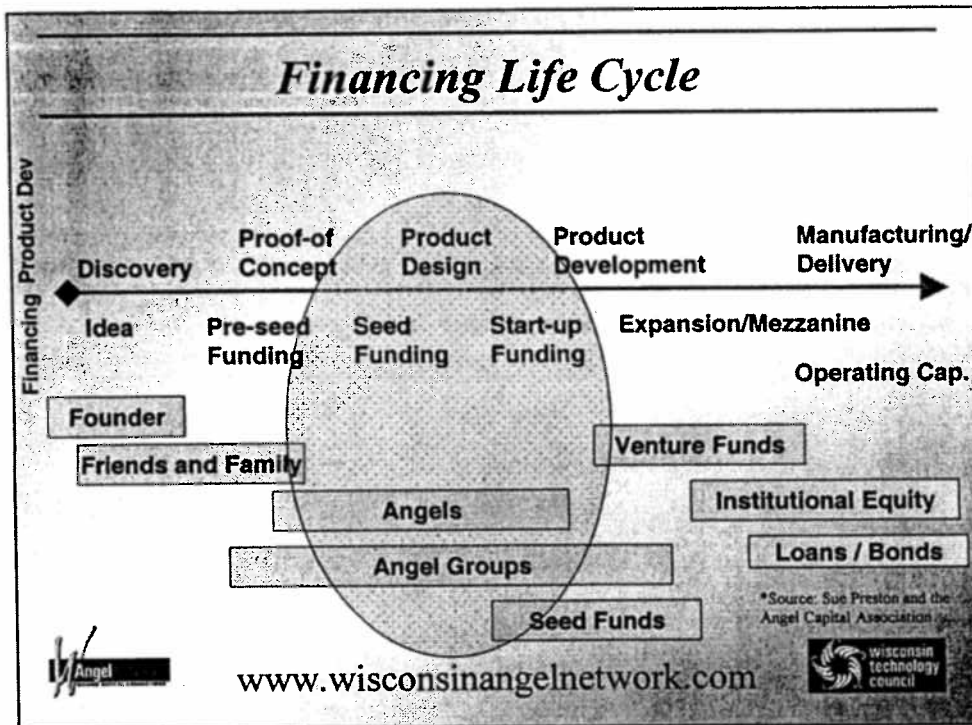 Financing Life Cycle
Financing Product Dev
Discovery
Proof-of
Concept
Product
Design
Product
Development
Manufacturing/
Delivery
Idea
Pre-seed
Funding
Seed
Funding
Start-up
Funding
Expansion/Mezzanine
Operating Cap.
Founder
Friends and Family
Venture Funds
Angels
Institutional Equity
Angel Groups
Loans / Bonds
Seed Funds
*Source: Sue Preston and the
Angel Capital Association
Angel
www.wisconsinangelnetwork.com
wisconsin
technology
council